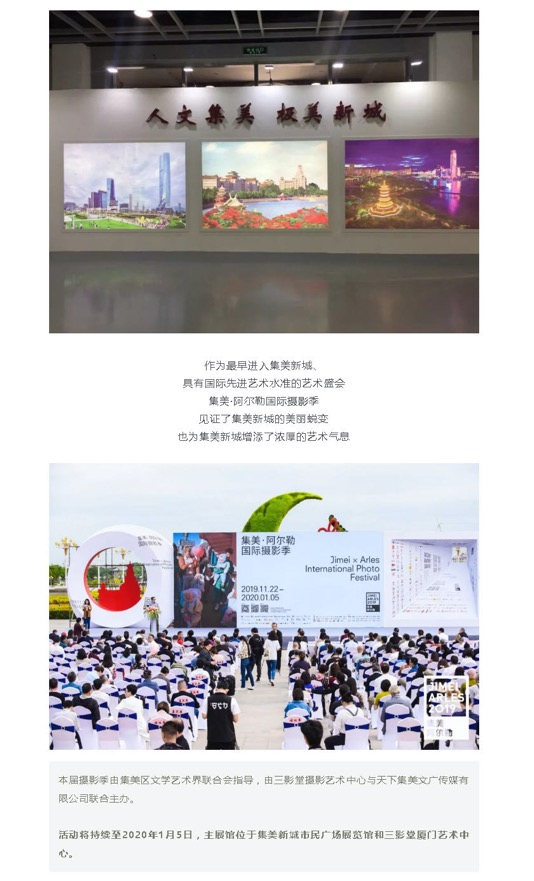 人文集美 极美新城
作为最早进入集美新城、
具有国际先进艺术水准的艺术盛会
集美·阿尔勒国际摄影季
见证了集美新城的美丽蜕变
也为集美新城增添了浓厚的艺术气息
集美·阿尔勒
国际摄影季
Jimei x Arles
International Photo
Festival
2019.11.22–
2020.01.05
JIMEI
ARLES
2019
集美
阿尔勒
本届摄影季由集美区文学艺术界联合会指导，由三影堂摄影艺术中心与天下集美文广传媒有
限公司联合主办。
活动将持续至2020年1月5日，主展馆位于集美新城市民广场展览馆和三影堂厦门艺术中
心。